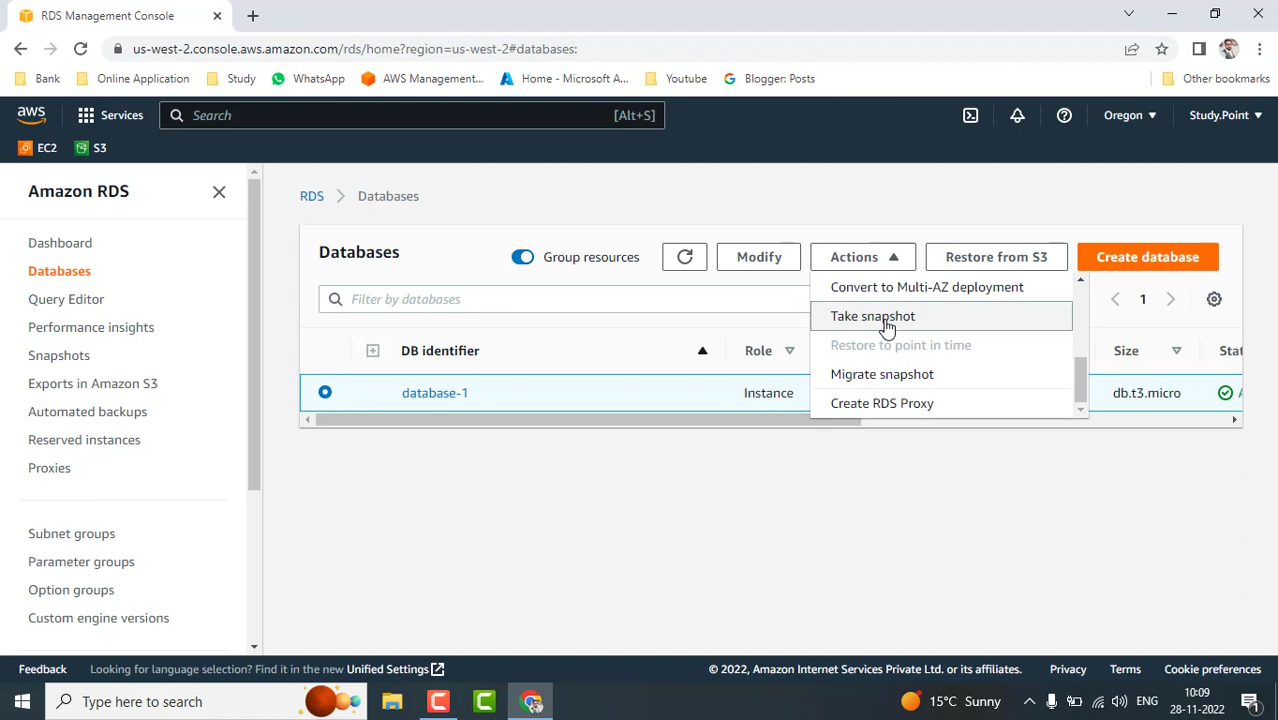 RDS Management Console
us-west-2.console.aws.amazon.com/rds/home?region=us-west-2#databases:
Bank Online Application Study WhatsApp AWS Management... Home - Microsoft A... Youtube Blogger: Posts Other bookmarks
aws Services Search [Alt+S] Oregon Study.Point
EC2 S3
Amazon RDS
Dashboard
Databases
Query Editor
Performance insights
Snapshots
Exports in Amazon S3
Automated backups
Reserved instances
Proxies
Subnet groups
Parameter groups
Option groups
Custom engine versions
RDS Databases
Databases Group resources Modify Actions Restore from S3 Create database
Filter by databases 1
Convert to Multi-AZ deployment
Take snapshot
Restore to point in time
Migrate snapshot
Create RDS Proxy
DB identifier Role Size Stat
database-1 Instance db.t3.micro A
Feedback Looking for language selection? Find it in the new Unified Settings © 2022, Amazon Internet Services Private Ltd. or its affiliates. Privacy Terms Cookie preferences
Type here to search 15°C Sunny ENG 10:09
28-11-2022 1